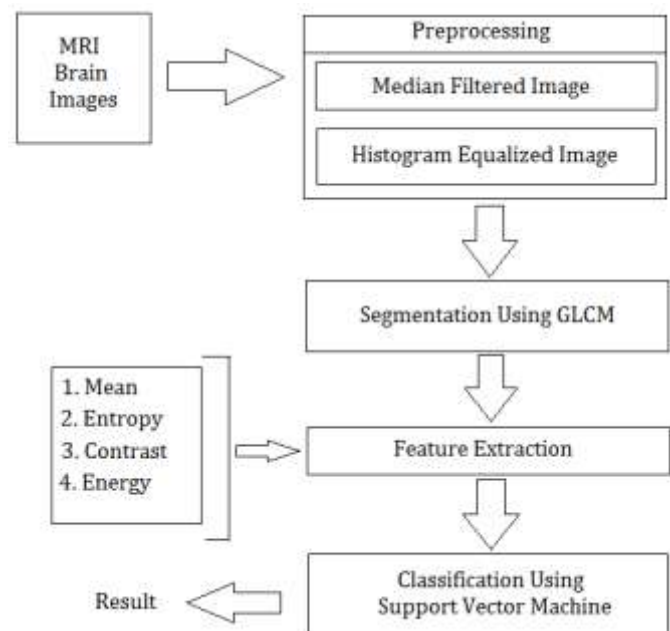 MRI
Brain
Images
Preprocessing
Median Filtered Image
Histogram Equalized Image
Segmentation Using GLCM
1. Mean
2. Entropy
3. Contrast
4. Energy
Feature Extraction
Classification Using
Support Vector Machine
Result